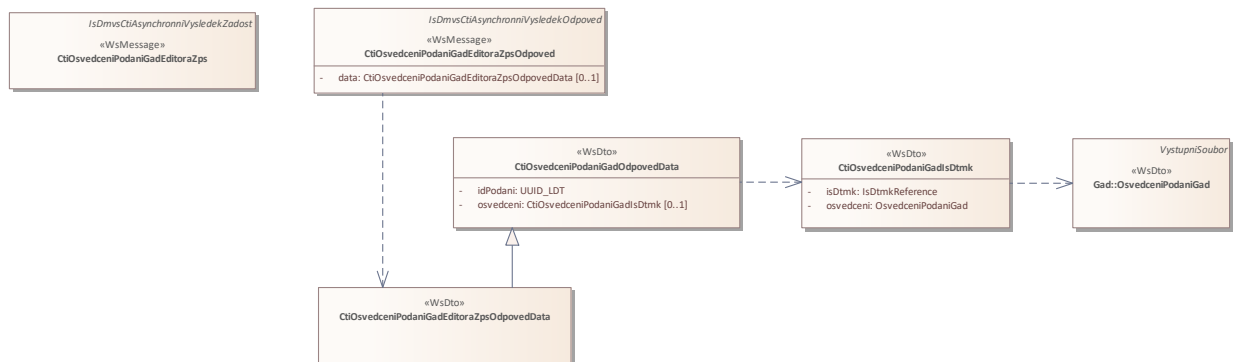 IsDmvsCtiAsynchronniVysledekZadost
«WsMessage»
CtiOsvedceniPodaniGadEditoraZps
IsDmvsCtiAsynchronniVysledekOdpoved
«WsMessage»
CtiOsvedceniPodaniGadEditoraZpsOdpoved
- data: CtiOsvedceniPodaniGadEditoraZpsOdpovedData [0..1]
«WsDto»
CtiOsvedceniPodaniGadOdpovedData
- idPodani: UUID_LDT
- osvedceni: CtiOsvedceniPodaniGadIsDtmk [0..1]
«WsDto»
CtiOsvedceniPodaniGadIsDtmk
- isDtmk: IsDtmkReference
- osvedceni: OsvedceniPodaniGad
VystupniSoubor
«WsDto»
Gad::OsvedceniPodaniGad
«WsDto»
CtiOsvedceniPodaniGadEditoraZpsOdpovedData